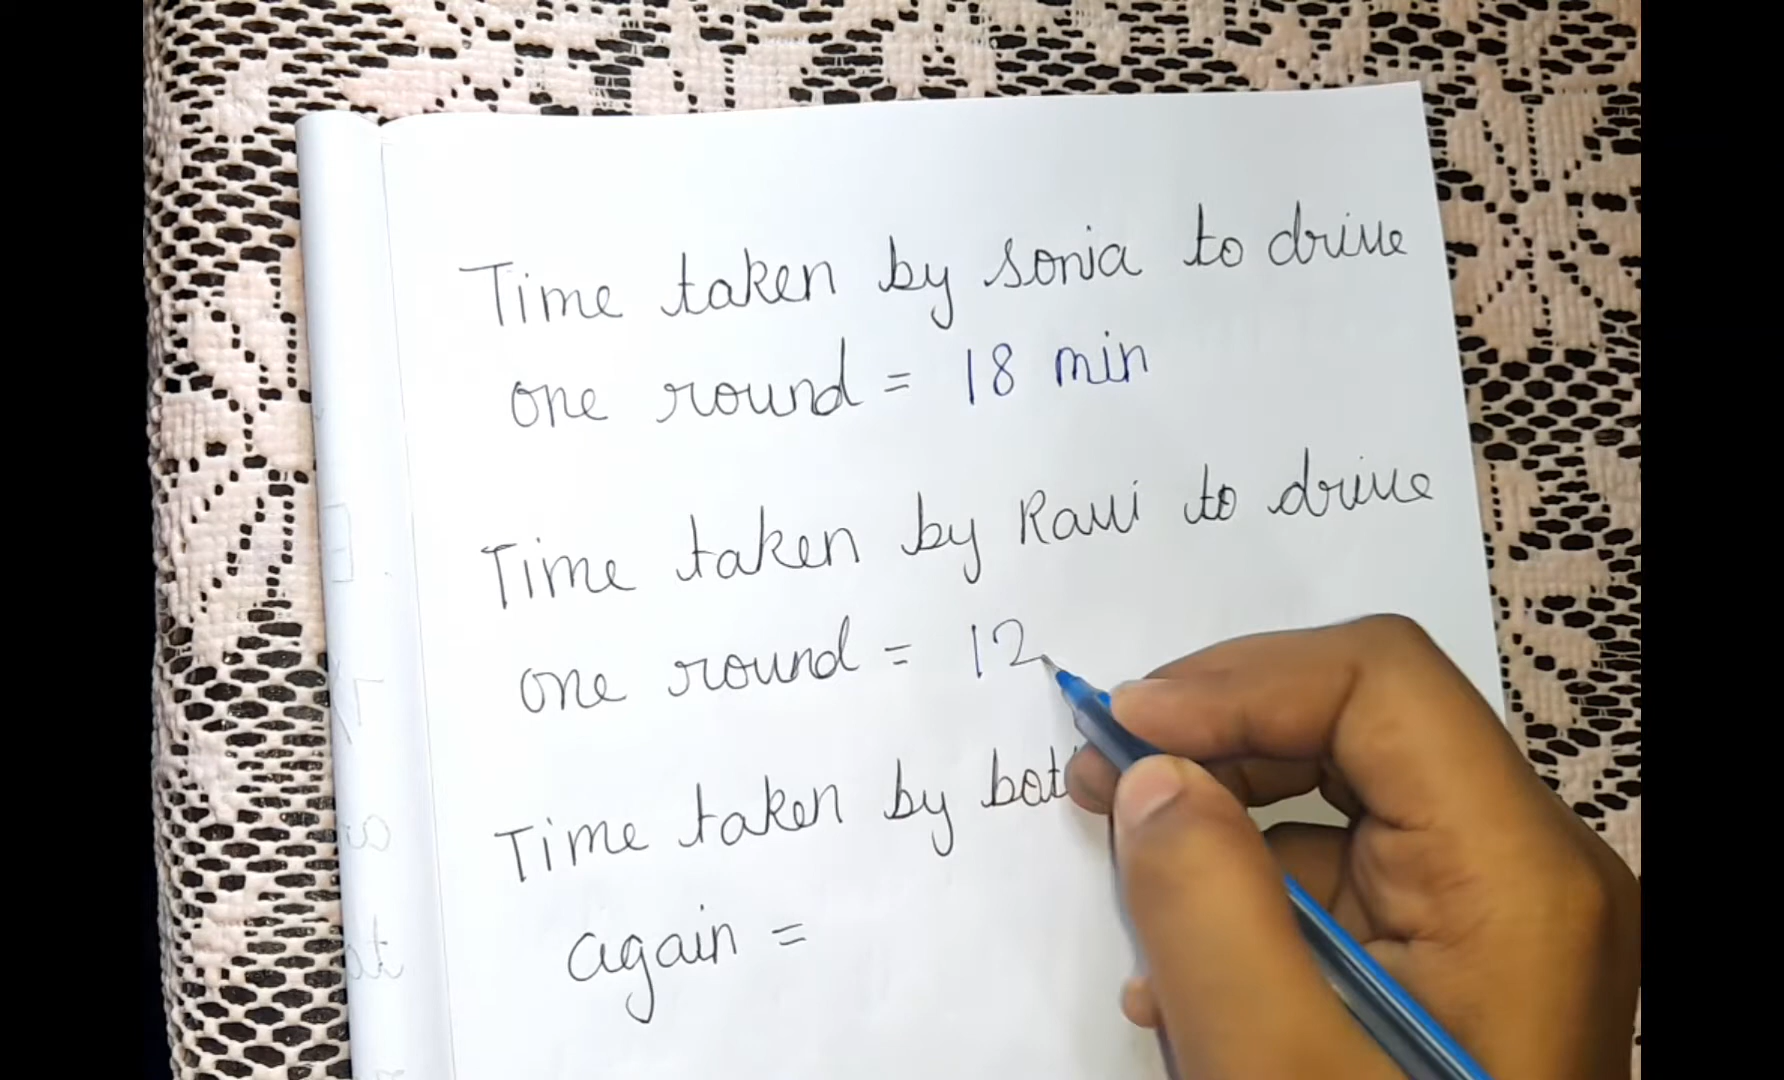 Time taken by sonia to drive
one round = 18 min
Time taken by Ravi to drive
one round = 12
Time taken by
again =